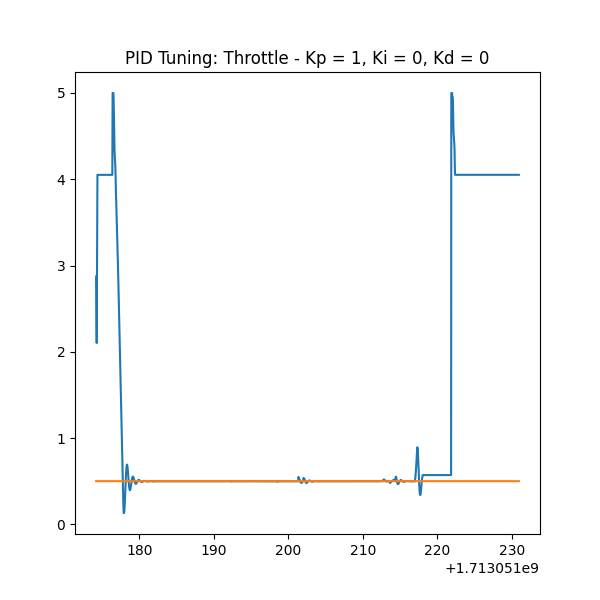 PID Tuning: Throttle - Kp = 1, Ki = 0, Kd = 0
5
4
3
2
1
0
180 190 200 210 220 230
+1.713051e9